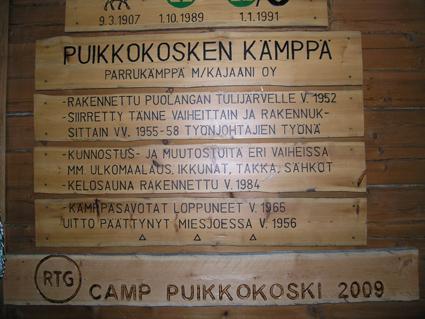 9.3.1907 1.10.1989 1.1.1991
PUIKKOKOSKEN KÄMPPÄ
PARRUKÄMPPÄ M/KAJAANI OY
-RAKENNETTU PUOLANGAN TULIJÄRVELLE V. 1952
-SIIRRETTY TÄNNE VAIHEITTAIN JA RAKENNUK-
SITTAIN VV. 1955-58 TYÖNJOHTAJIEN TYÖNÄ
-KUNNOSTUS- JA MUUTOSTUITA ERI VAIHEISSA
MM. ULKOMAALAUS, IKKUNAT, TAKKA, SÄHKÖT
-KELOSAUNA RAKENNETTU V. 1984
-KÄMPPÄSAVOTAT LOPPUNEET V. 1965
UITTO PÄÄTTYNYT MIESJOESSA V. 1956
RTG CAMP PUIKKOKOSKI 2009